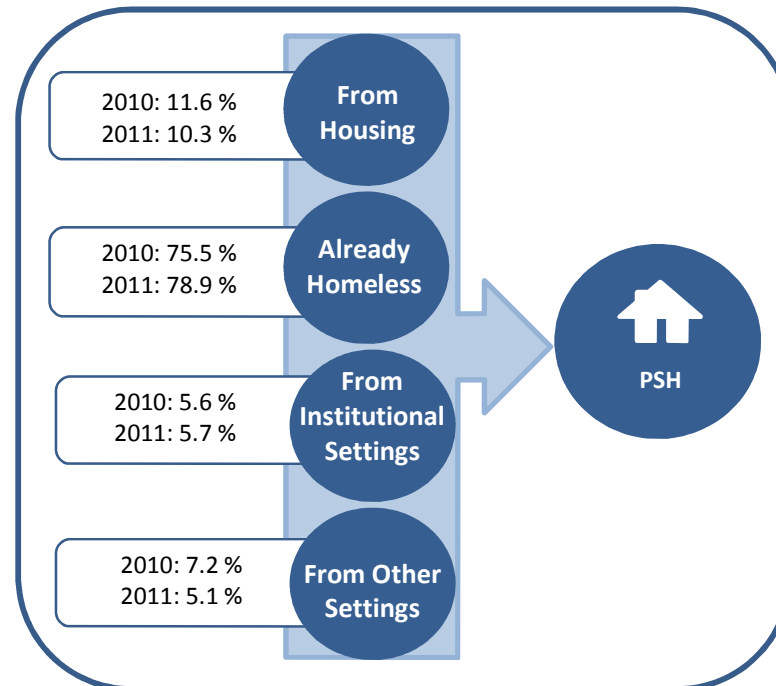 2010: 11.6 %
2011: 10.3 %
From
Housing
2010: 75.5 %
2011: 78.9 %
Already
Homeless
2010: 5.6 %
2011: 5.7 %
From
Institutional
Settings
2010: 7.2 %
2011: 5.1 %
From Other
Settings
PSH